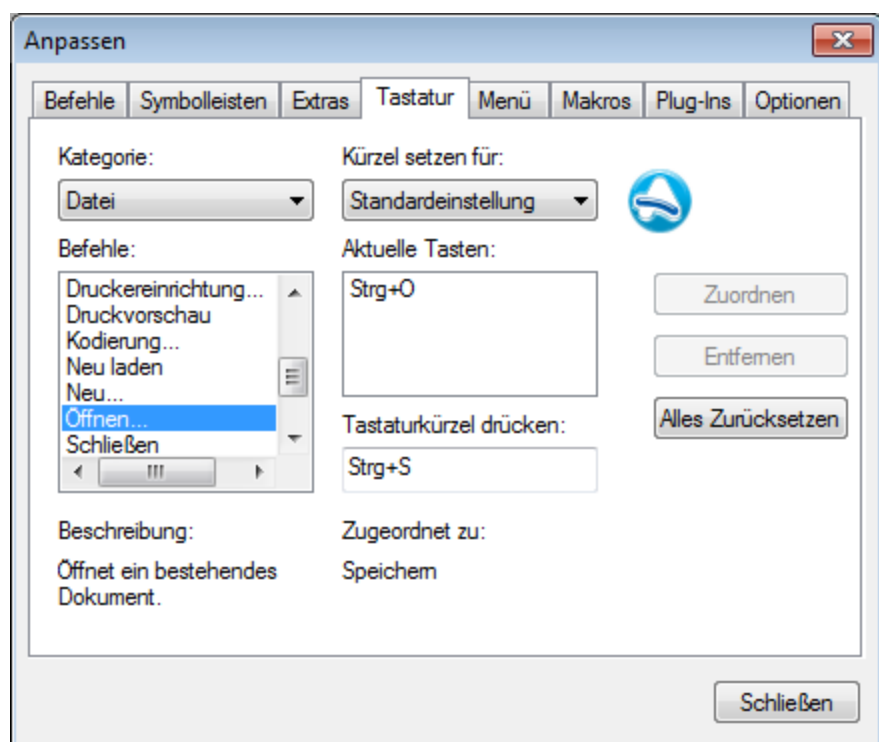 Anpassen
Befehle Symbolleisten Extras Tastatur Menü Makros Plug-Ins Optionen
Kategorie:
Datei
Befehle:
Druckereinrichtung...
Druckvorschau
Kodierung...
Neu laden
Neu...
Öffnen...
Schließen
Beschreibung:
Öffnet ein bestehendes
Dokument.
Kürzel setzen für:
Standardeinstellung
Aktuelle Tasten:
Strg+O
Tastaturkürzel drücken:
Strg+S
Zugeordnet zu:
Speichern
Zuordnen
Entfernen
Alles Zurücksetzen
Schließen